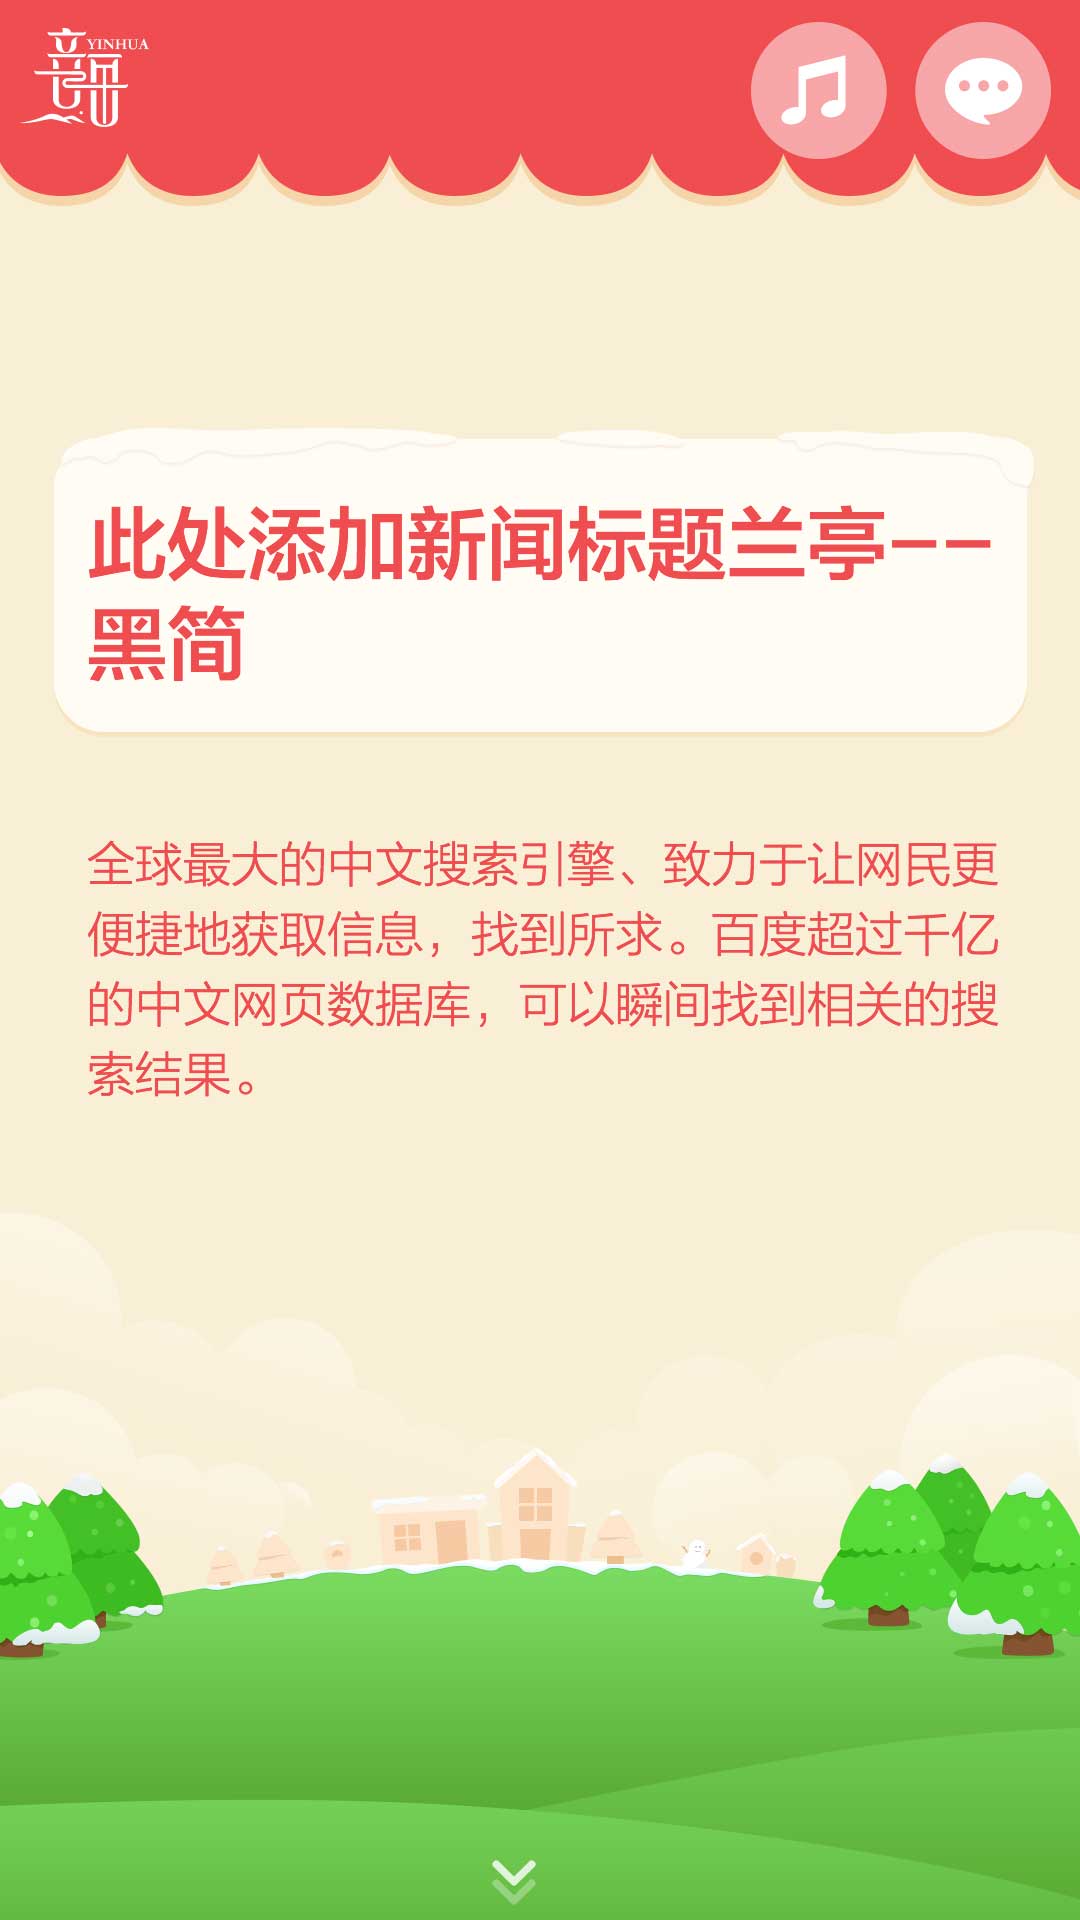 YINHUA
此处添加新闻标题兰亭--
黑简
全球最大的中文搜索引擎、致力于让网民更
便捷地获取信息，找到所求。百度超过千亿
的中文网页数据库，可以瞬间找到相关的搜
索结果。